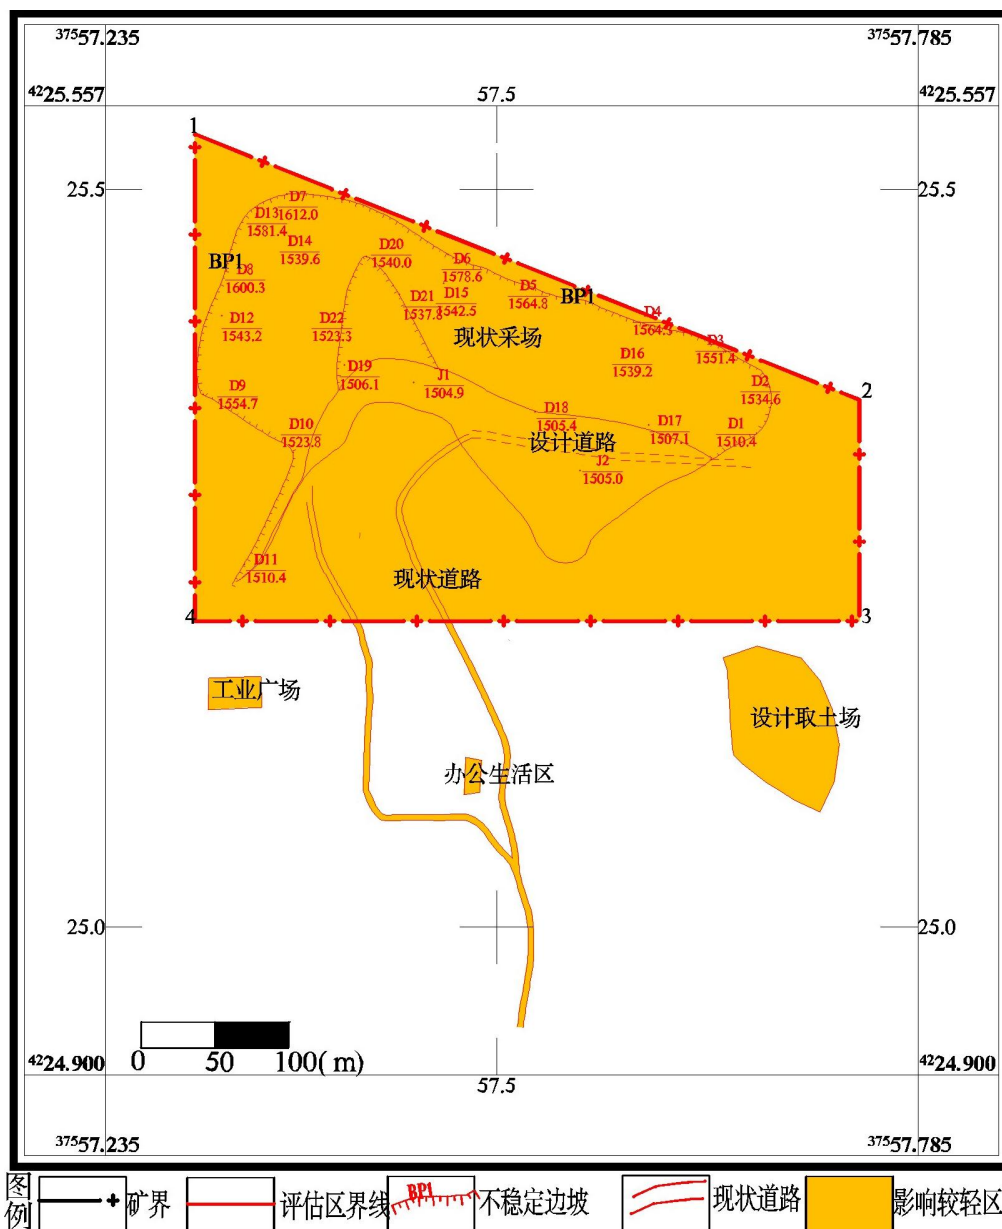 ³⁷⁵57.235 ³⁷⁵57.785
⁴²25.557 57.5 ⁴²25.557
1
25.5 25.5
D7
1612.0
D13
1581.4
D14
1539.6
D20
1540.0
BP1
D8
1600.3
D6
1578.6
D5
1564.8
BP1
D21
1537.8
D15
1542.5
D4
1564.3
D12
1543.2
D22
1523.3
现状采场
D3
1551.4
D16
1539.2
D19
1506.1
J1
1504.9
D2
1534.6
2
D9
1554.7
D10
1523.8
D18
1505.4
D17
1507.1
D1
1510.4
设计道路
J2
1505.0
D11
1510.4
现状道路
4 3
工业广场
设计取土场
办公生活区
25.0 25.0
0 50 100( m)
⁴²24.900 57.5 ⁴²24.900
³⁷⁵57.235 ³⁷⁵57.785
图例
矿界
评估区界线
BP1
不稳定边坡
现状道路
影响较轻区